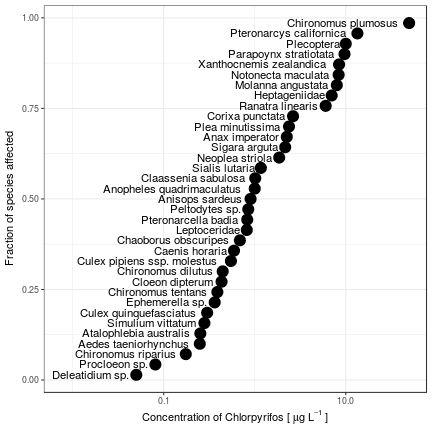 1.00
0.75
0.50
0.25
0.00
Fraction of species affected
Chironomus plumosus
Pteronarcys californica
Plecoptera
Parapoynx stratiotata
Xanthocnemis zealandica
Notonecta maculata
Molanna angustata
Heptageniidae
Ranatra linearis
Corixa punctata
Plea minutissima
Anax imperator
Sigara arguta
Neoplea striola
Sialis lutaria
Claassenia sabulosa
Anopheles quadrimaculatus
Anisops sardeus
Peltodytes sp.
Pteronarcella badia
Leptoceridae
Chaoborus obscuripes
Caenis horaria
Culex pipiens ssp. molestus
Chironomus dilutus
Cloeon dipterum
Chironomus tentans
Ephemerella sp.
Culex quinquefasciatus
Simulium vittatum
Atalophlebia australis
Aedes taeniorhynchus
Chironomus riparius
Procloeon sp.
Deleatidium sp.
0.1
10.0
Concentration of Chlorpyrifos [ μg L⁻¹ ]